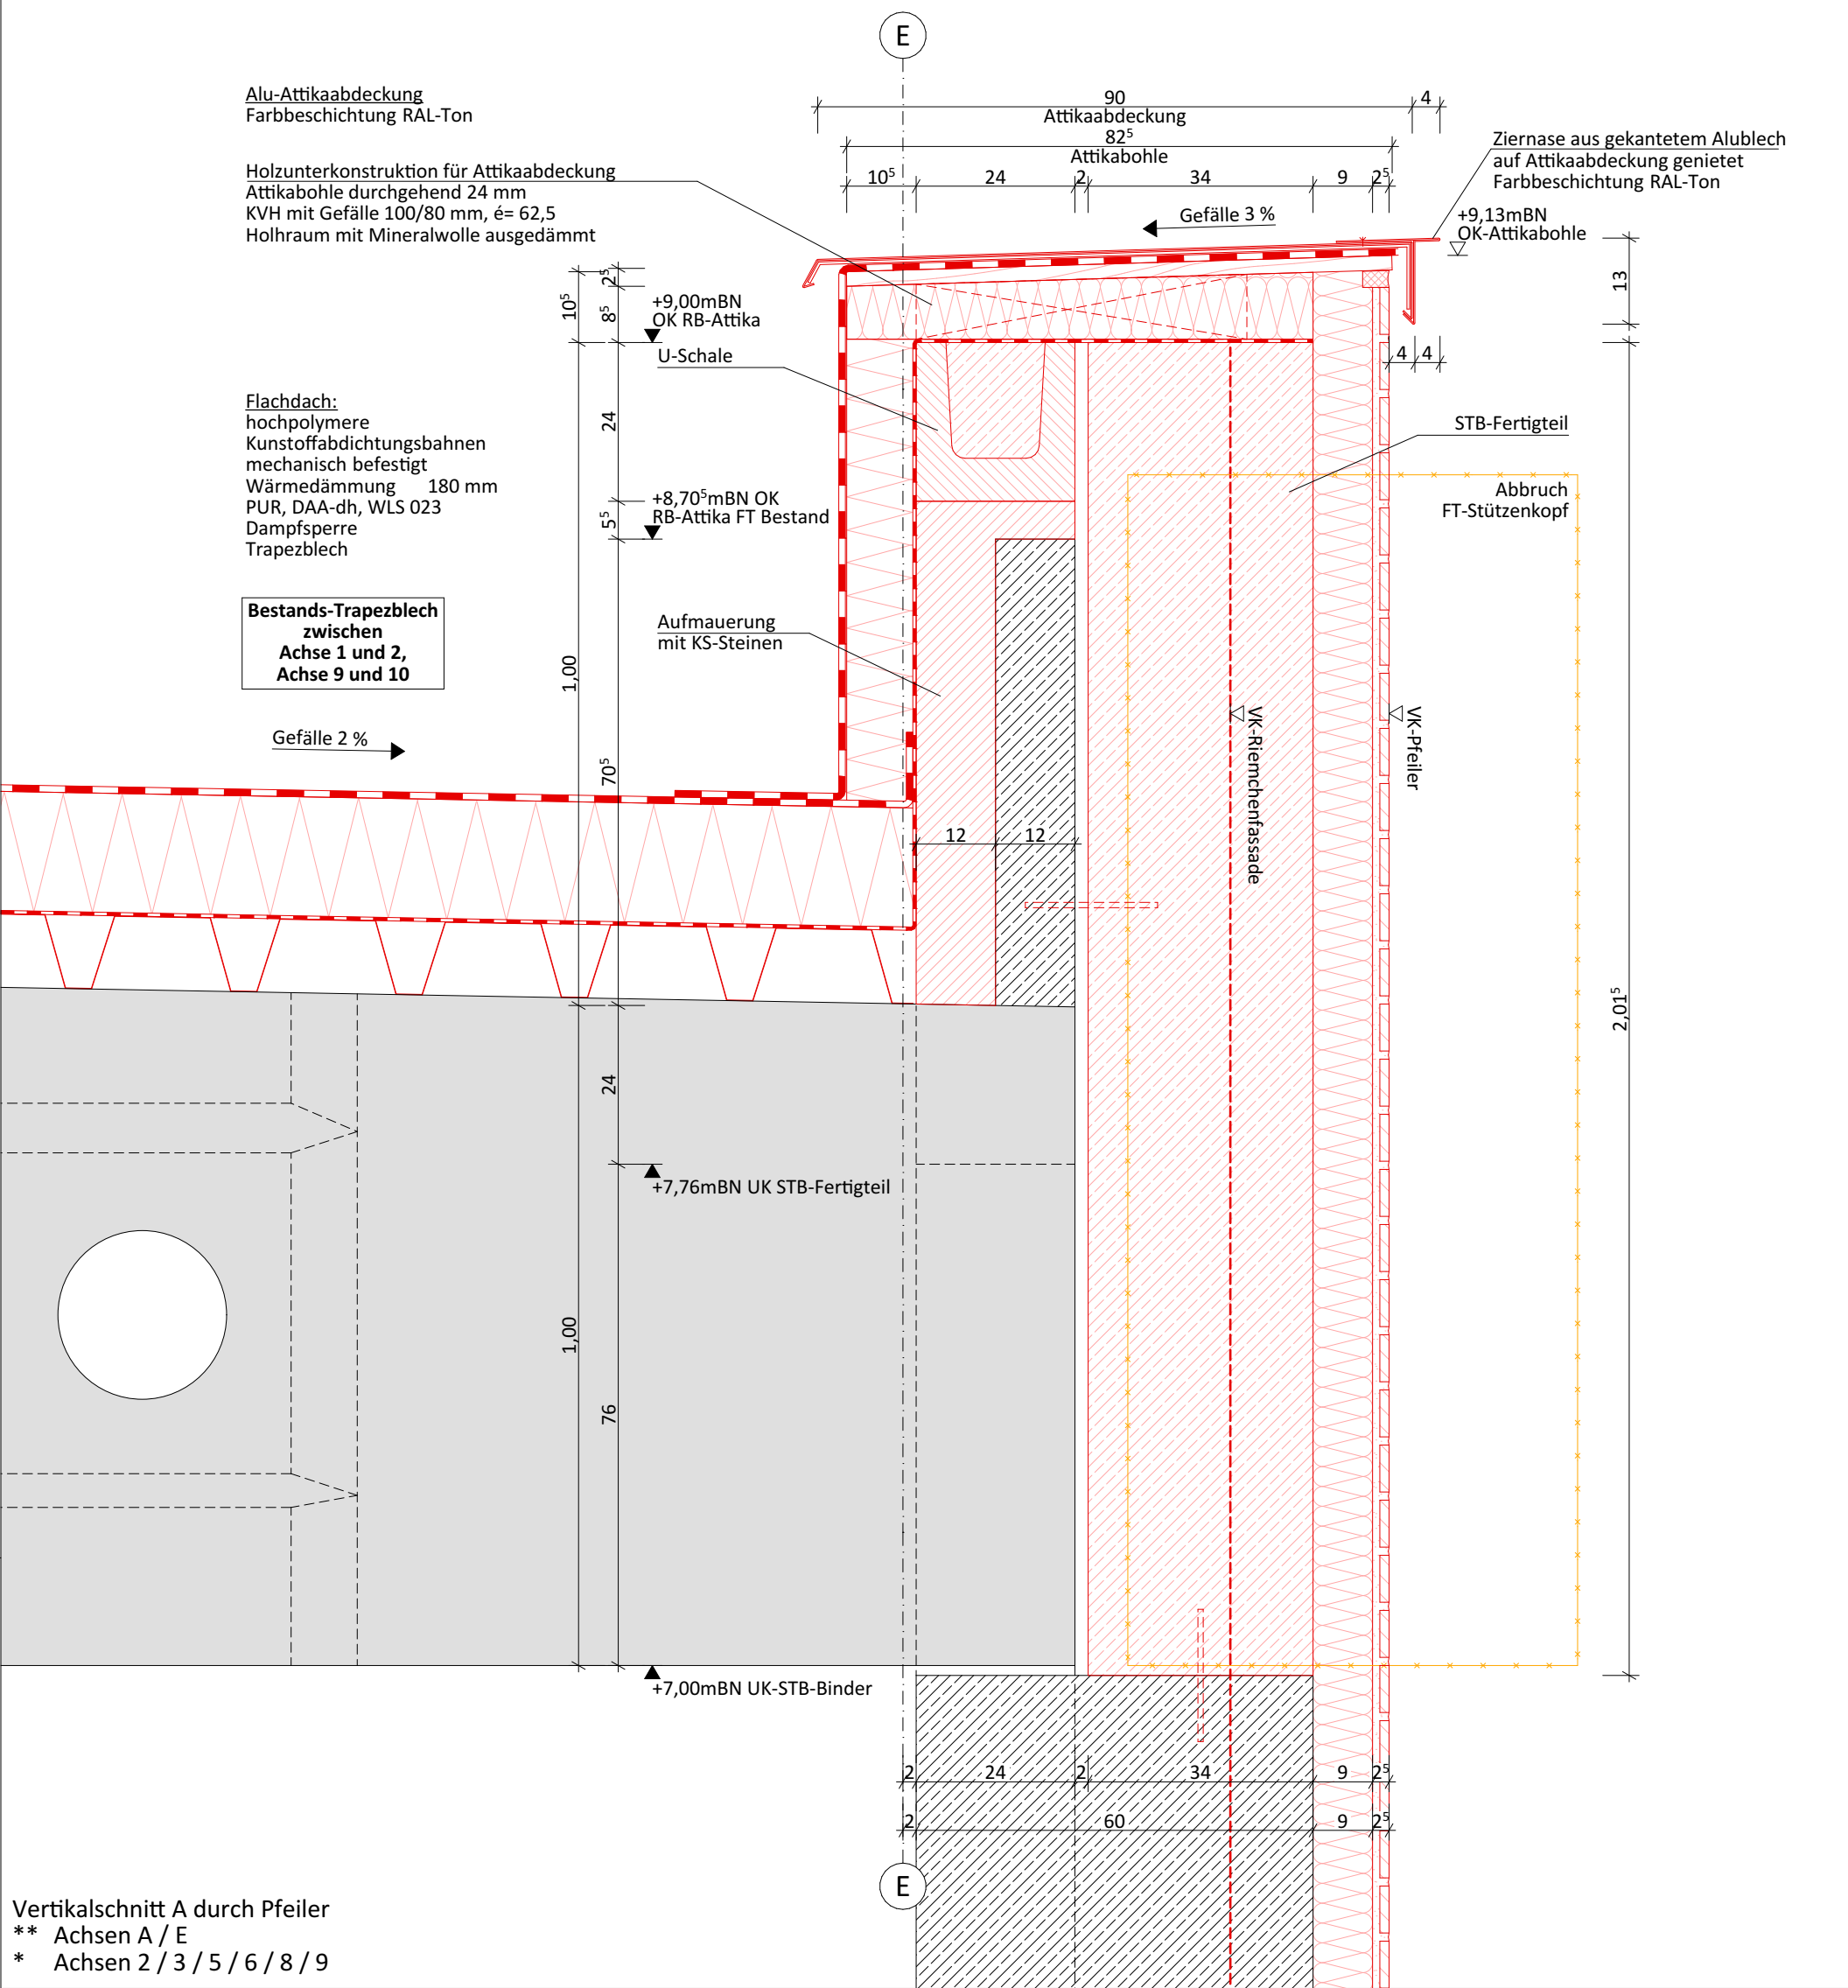 E
Alu-Attikaabdeckung
Farbbeschichtung RAL-Ton
90
4
Attikaabdeckung
82⁵
Attikabohle
10⁵
24
2
34
9
2⁵
Ziernase aus gekantetem Alublech
auf Attikaabdeckung genietet
Farbbeschichtung RAL-Ton
Holzunterkonstruktion für Attikaabdeckung
Attikabohle durchgehend 24 mm
KVH mit Gefälle 100/80 mm, é= 62,5
Holhraum mit Mineralwolle ausgedämmt
Gefälle 3 %
+9,13mBN
OK-Attikabohle
13
2⁵
10⁵
8⁵
+9,00mBN
OK RB-Attika
U-Schale
4
4
Flachdach:
hochpolymere
Kunstoffabdichtungsbahnen
mechanisch befestigt
Wärmedämmung 180 mm
PUR, DAA-dh, WLS 023
Dampfsperre
Trapezblech
24
STB-Fertigteil
+8,70⁵mBN OK
RB-Attika FT Bestand
5⁵
Abbruch
FT-Stützenkopf
Bestands-Trapezblech
zwischen
Achse 1 und 2,
Achse 9 und 10
Aufmauerung
mit KS-Steinen
1,00
Gefälle 2 %
70⁵
VK-Riemchenfassade
VK-Pfeiler
12
12
2,01⁵
24
+7,76mBN UK STB-Fertigteil
1,00
76
+7,00mBN UK-STB-Binder
2
24
2
34
9
2⁵
2
60
9
2⁵
E
Vertikalschnitt A durch Pfeiler
** Achsen A / E
* Achsen 2 / 3 / 5 / 6 / 8 / 9